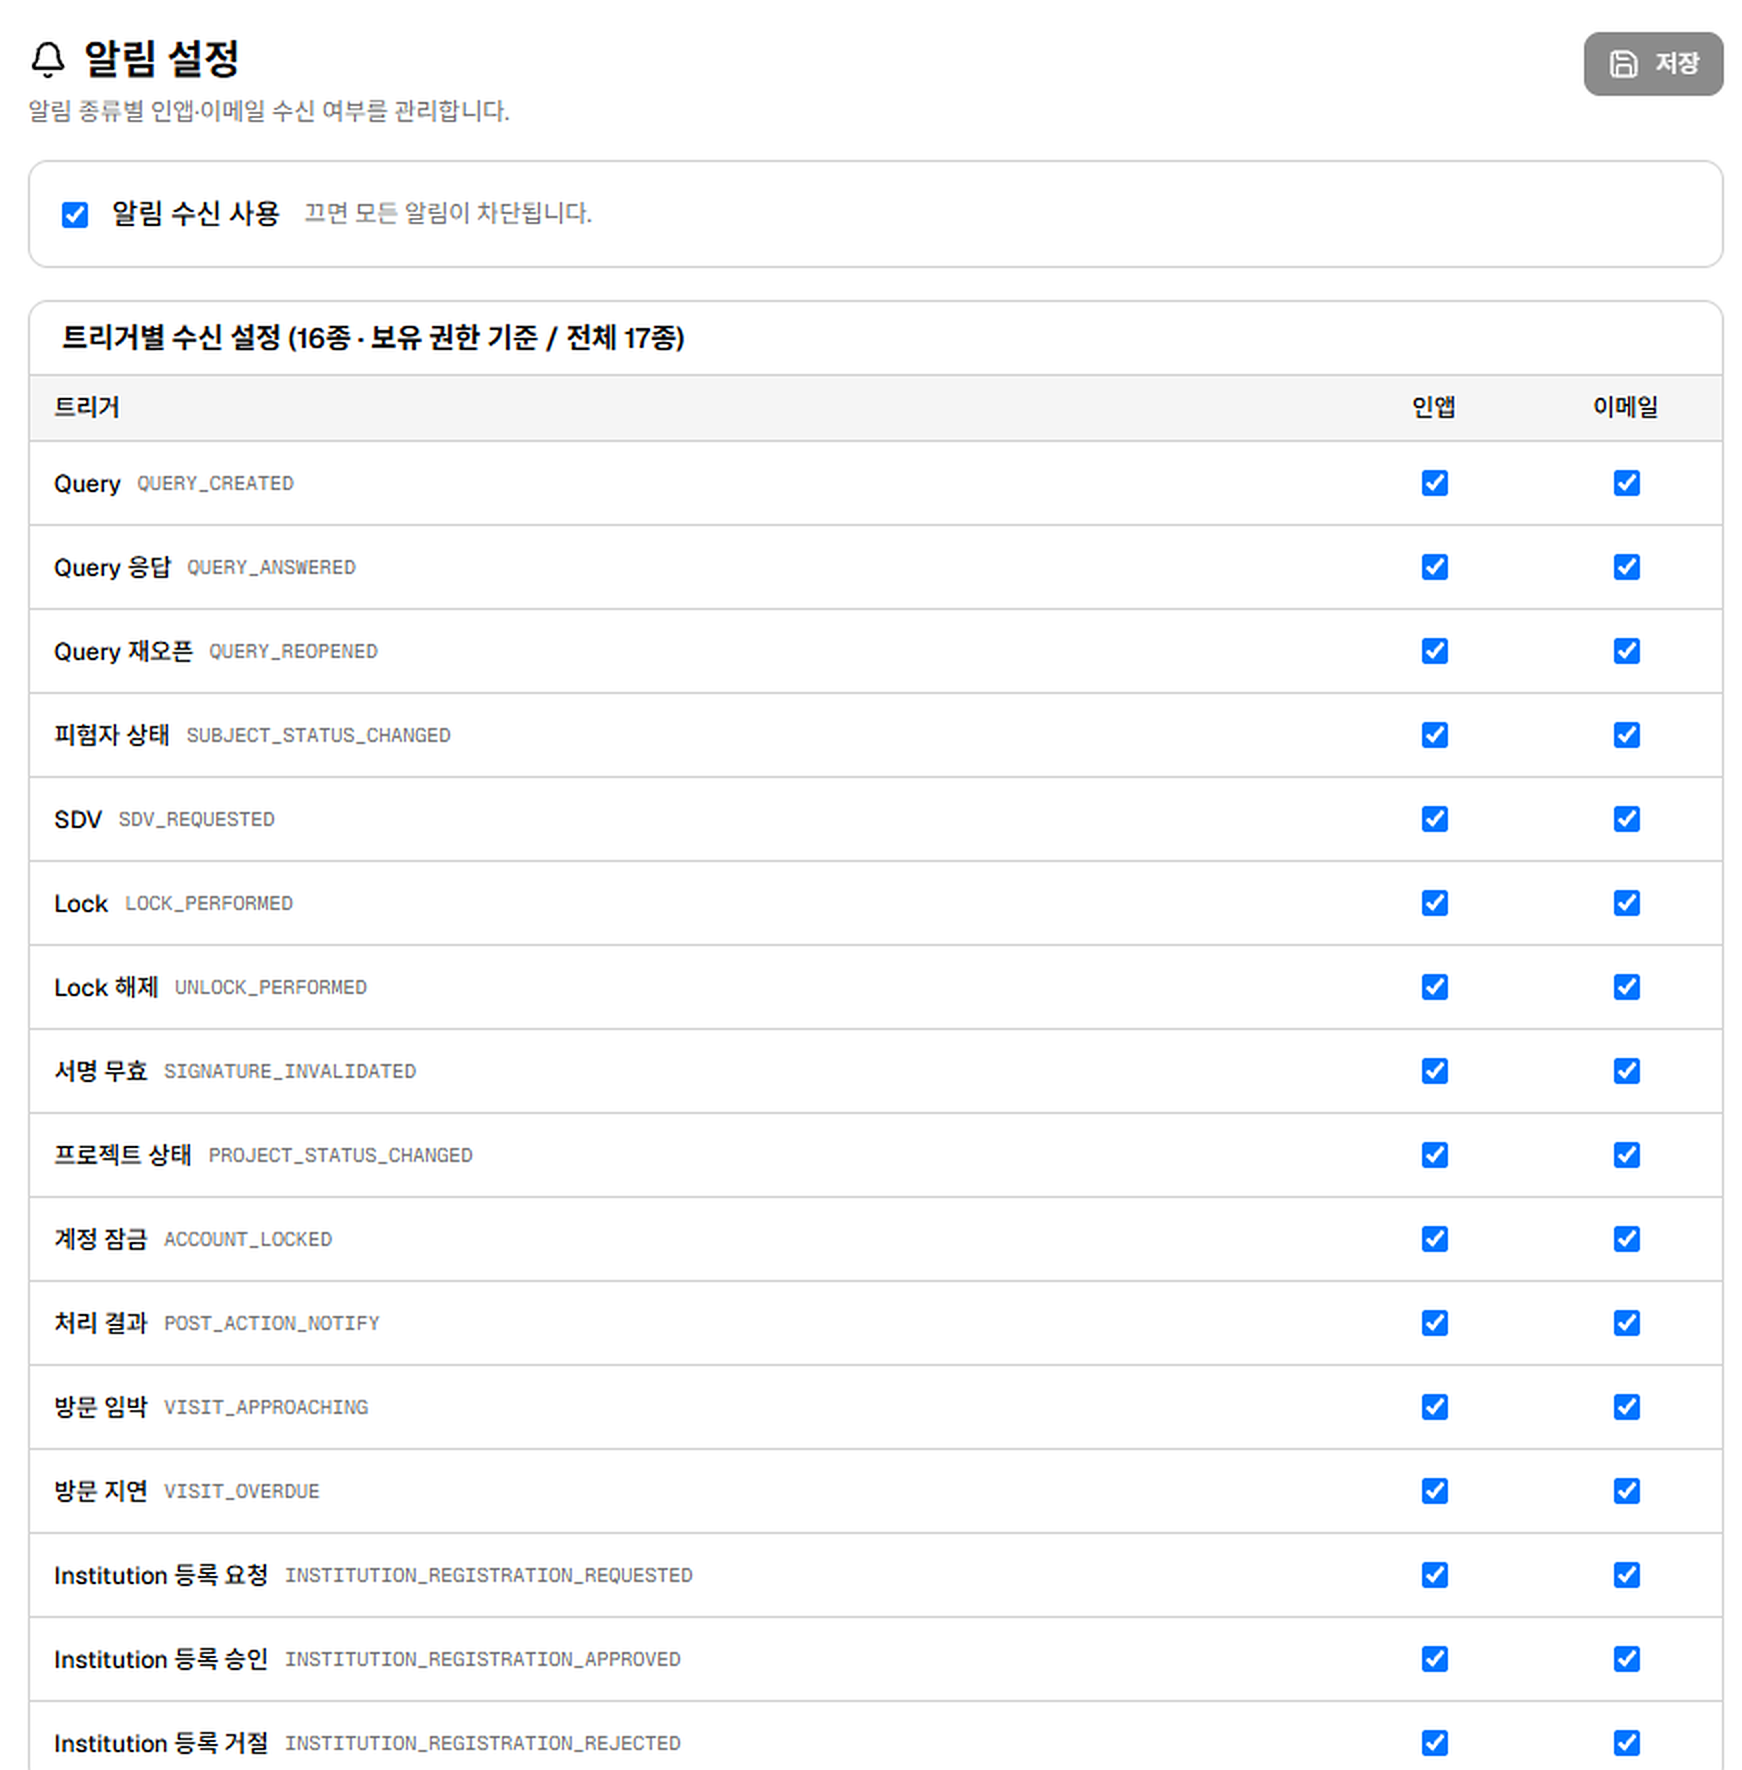 알림 설정
저장
알림 종류별 인앱·이메일 수신 여부를 관리합니다.
알림 수신 사용 끄면 모든 알림이 차단됩니다.
트리거별 수신 설정 (16종 · 보유 권한 기준 / 전체 17종)
트리거 인앱 이메일
Query QUERY_CREATED
Query 응답 QUERY_ANSWERED
Query 재오픈 QUERY_REOPENED
피험자 상태 SUBJECT_STATUS_CHANGED
SDV SDV_REQUESTED
Lock LOCK_PERFORMED
Lock 해제 UNLOCK_PERFORMED
서명 무효 SIGNATURE_INVALIDATED
프로젝트 상태 PROJECT_STATUS_CHANGED
계정 잠금 ACCOUNT_LOCKED
처리 결과 POST_ACTION_NOTIFY
방문 임박 VISIT_APPROACHING
방문 지연 VISIT_OVERDUE
Institution 등록 요청 INSTITUTION_REGISTRATION_REQUESTED
Institution 등록 승인 INSTITUTION_REGISTRATION_APPROVED
Institution 등록 거절 INSTITUTION_REGISTRATION_REJECTED